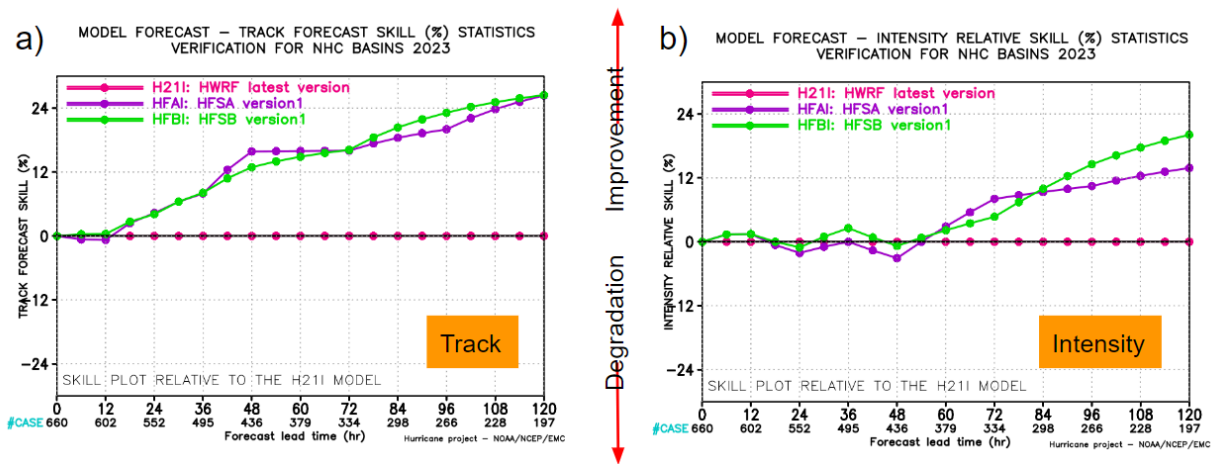 a)
MODEL FORECAST – TRACK FORECAST SKILL (%) STATISTICS
VERIFICATION FOR NHC BASINS 2023
H21I: HWRF latest version
HFAI: HFSA version1
HFBI: HFSB version1
TRACK FORECAST SKILL (%)
24
12
0
−12
−24
Track
SKILL PLOT RELATIVE TO THE H21I MODEL
0 12 24 36 48 60 72 84 96 108 120
#CASE 660 602 552 495 436 379 334 298 266 228 197
Forecast lead time (hr)
Hurricane project – NOAA/NCEP/EMC
Improvement
Degradation
b)
MODEL FORECAST – INTENSITY RELATIVE SKILL (%) STATISTICS
VERIFICATION FOR NHC BASINS 2023
H21I: HWRF latest version
HFAI: HFSA version1
HFBI: HFSB version1
INTENSITY RELATIVE SKILL (%)
24
12
0
−12
−24
Intensity
SKILL PLOT RELATIVE TO THE H21I MODEL
0 12 24 36 48 60 72 84 96 108 120
#CASE 660 602 552 495 436 379 334 298 266 228 197
Forecast lead time (hr)
Hurricane project – NOAA/NCEP/EMC